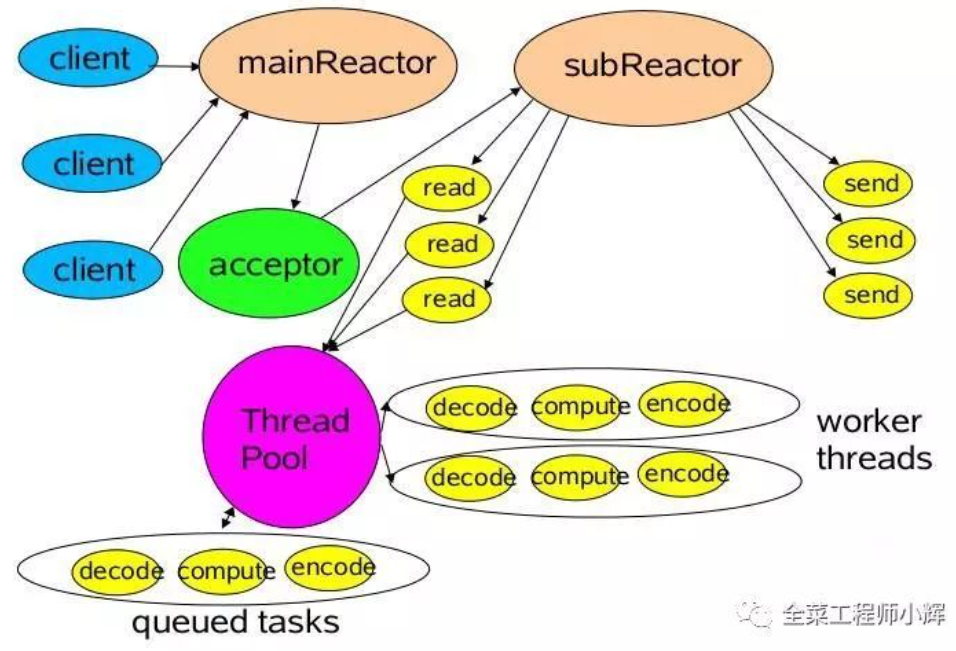 client
mainReactor
subReactor
client
client
acceptor
read
read
read
send
send
send
Thread
Pool
decode compute encode
decode compute encode
worker
threads
decode compute encode
queued tasks
全菜工程师小辉